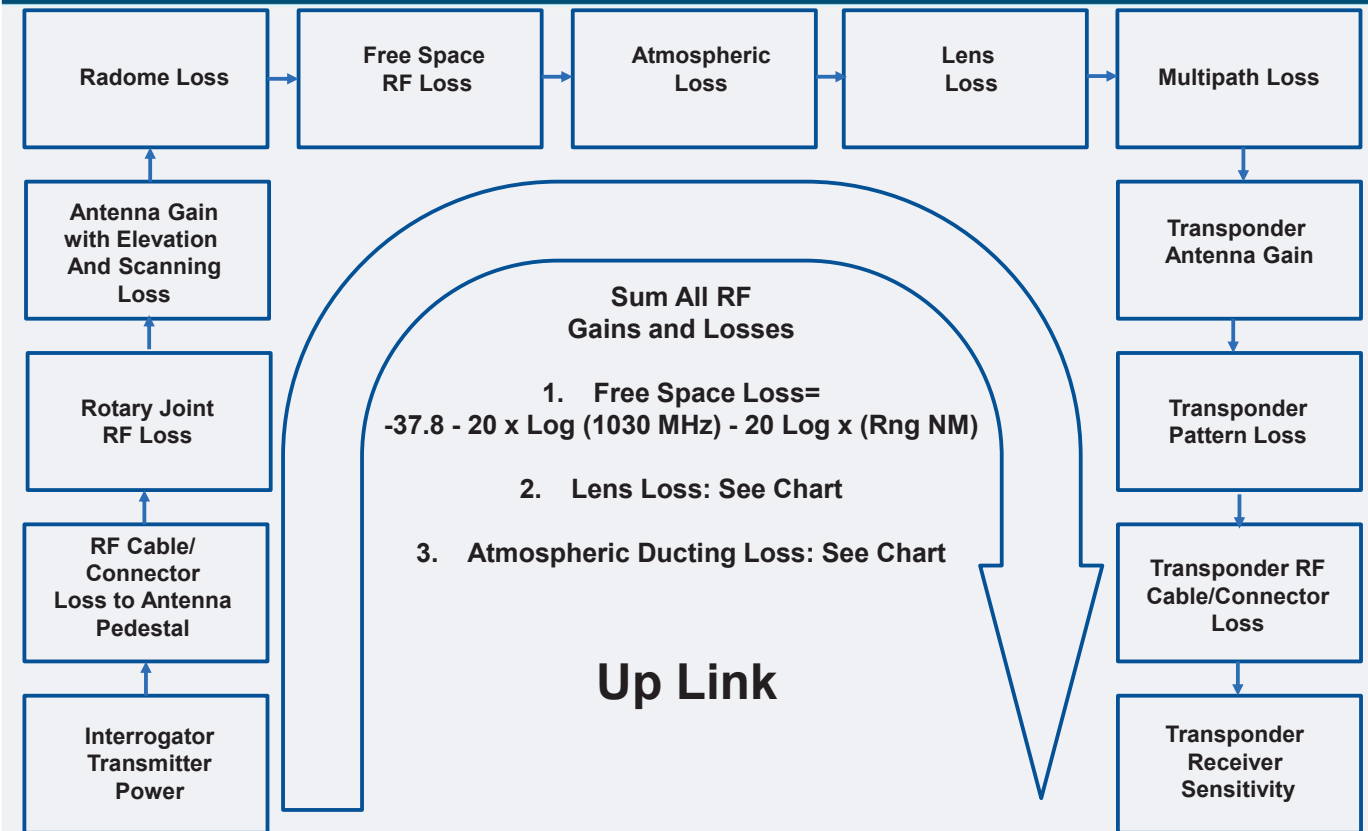 Radome Loss
Free Space
RF Loss
Atmospheric
Loss
Lens
Loss
Multipath Loss
Antenna Gain
with Elevation
And Scanning
Loss
Transponder
Antenna Gain
Sum All RF
Gains and Losses
1. Free Space Loss=
-37.8 - 20 x Log (1030 MHz) - 20 Log x (Rng NM)
2. Lens Loss: See Chart
3. Atmospheric Ducting Loss: See Chart
Rotary Joint
RF Loss
Transponder
Pattern Loss
RF Cable/
Connector
Loss to Antenna
Pedestal
Transponder RF
Cable/Connector
Loss
Up Link
Interrogator
Transmitter
Power
Transponder
Receiver
Sensitivity